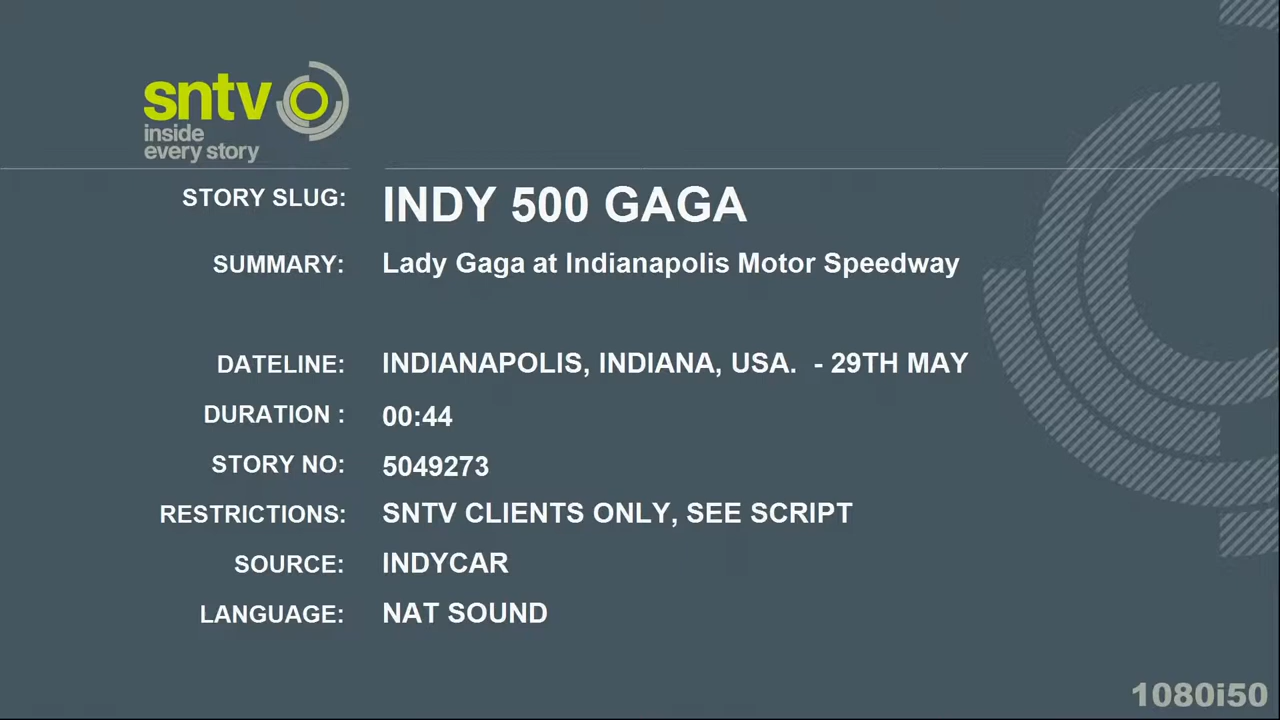 sntv
inside
every story
STORY SLUG: INDY 500 GAGA
SUMMARY: Lady Gaga at Indianapolis Motor Speedway
DATELINE: INDIANAPOLIS, INDIANA, USA. - 29TH MAY
DURATION : 00:44
STORY NO: 5049273
RESTRICTIONS: SNTV CLIENTS ONLY, SEE SCRIPT
SOURCE: INDYCAR
LANGUAGE: NAT SOUND
1080i50